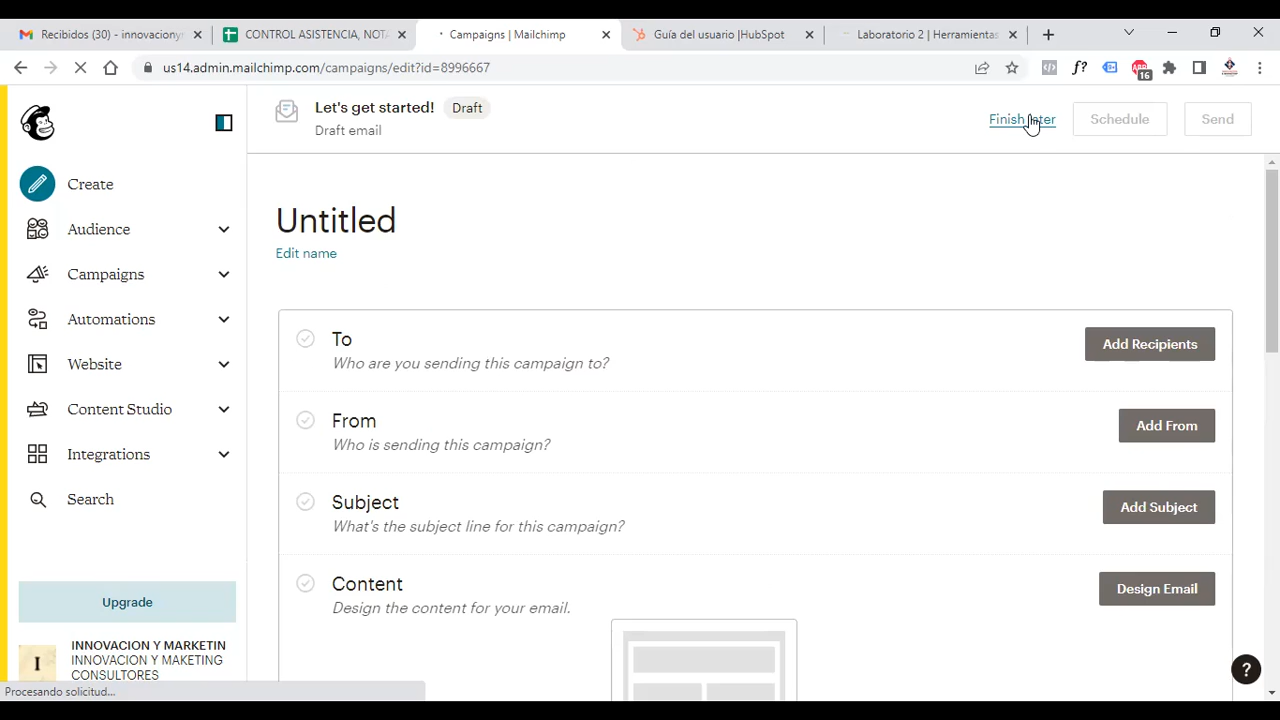 Recibidos (30) - innovacionyn
CONTROL ASISTENCIA, NOTA
Campaigns | Mailchimp
Guía del usuario |HubSpot
Laboratorio 2 | Herramientas
us14.admin.mailchimp.com/campaigns/edit?id=8996667
f?
16
Let's get started! Draft
Draft email
Finish later
Schedule
Send
Create
Audience
Campaigns
Automations
Website
Content Studio
Integrations
Search
Upgrade
I
INNOVACION Y MARKETIN
INNOVACION Y MAKETING
CONSULTORES
Untitled
Edit name
To
Who are you sending this campaign to?
Add Recipients
From
Who is sending this campaign?
Add From
Subject
What's the subject line for this campaign?
Add Subject
Content
Design the content for your email.
Design Email
?
Procesando solicitud...